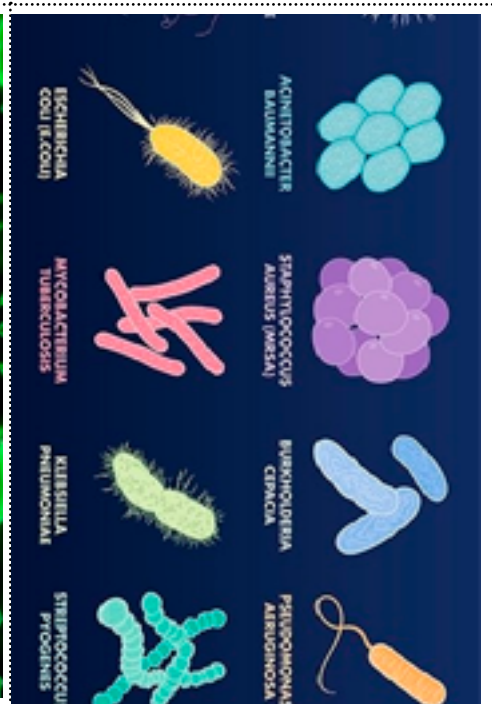 ACINETOBACTER
BAUMANNII
STAPHYLOCOCCUS
AUREUS (MRSA)
BURKHOLDERIA
CEPACIA
PSEUDOMONAS
AERUGINOSA
ESCHERICHIA
COLI (E.COLI)
MYCOBACTERIUM
TUBERCULOSIS
KLEBSIELLA
PNEUMONIAE
STREPTOCOCCU
PYOGENES